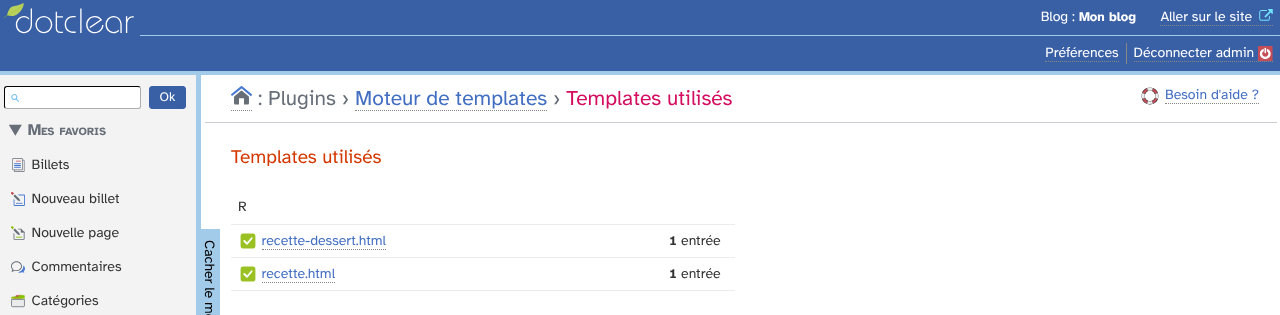 dotclear
Blog : Mon blog Aller sur le site
Préférences Déconnecter admin
Ok
: Plugins › Moteur de templates › Templates utilisés
Besoin d'aide ?
Mes favoris
Billets
Nouveau billet
Nouvelle page
Commentaires
Catégories
Cacher le m
Templates utilisés
R
recette-dessert.html 1 entrée
recette.html 1 entrée